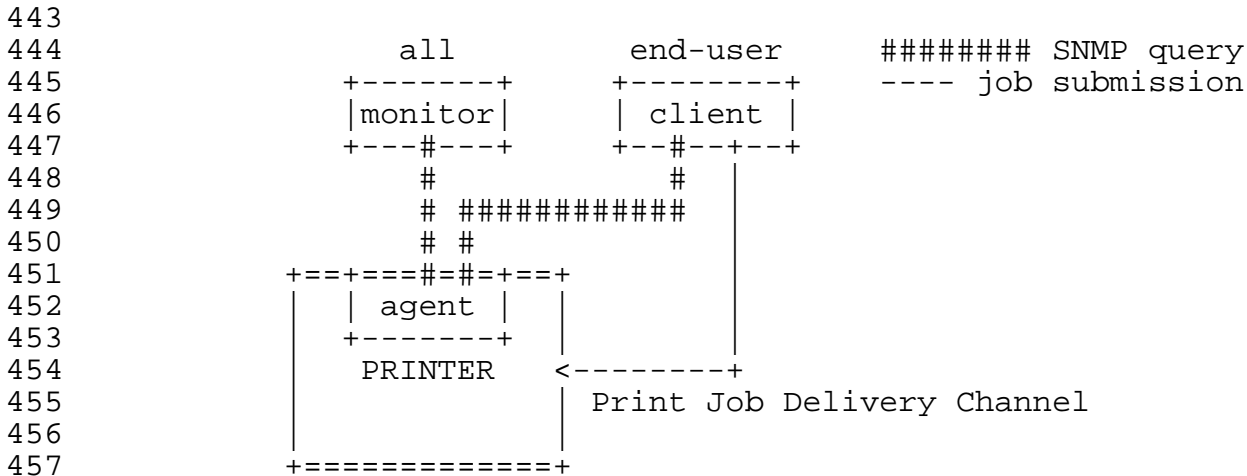 443
444                  all            end-user     ######## SNMP query
445               +-------+      +--------+    ---- job submission
446               |monitor|      | client |
447               +---#---+      +--#--+--+
448                   #            #   |
449                   # ############   |
450                   # #              |
451            +==+===#=#=+==+         |
452            |  | agent |  |         |
453            |  +-------+  |         |
454            |   PRINTER   <--------+
455            |             | Print Job Delivery Channel
456            |             |
457            +=============+